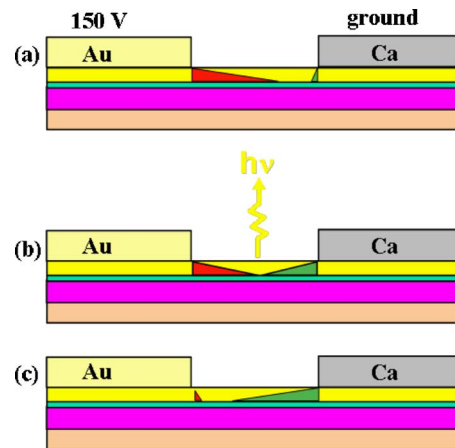 150 V ground
(a) Au Ca
hν
(b) Au Ca
(c) Au Ca